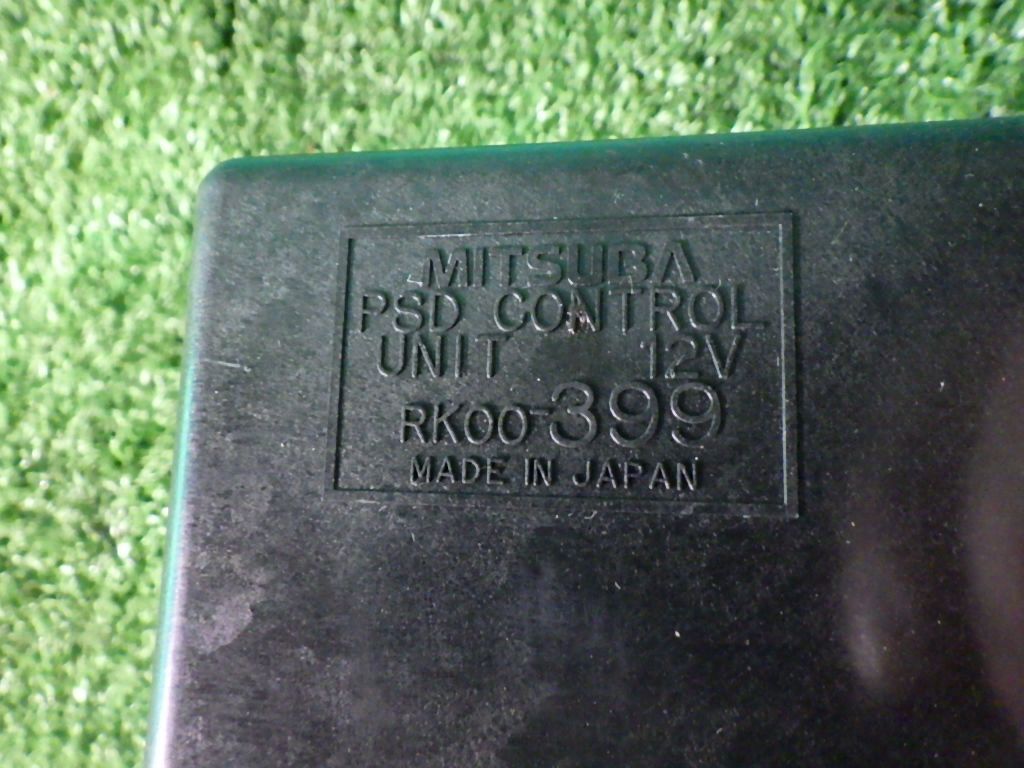 MITSUBA
PSD CONTROL
UNIT 12V
RK00-399
MADE IN JAPAN